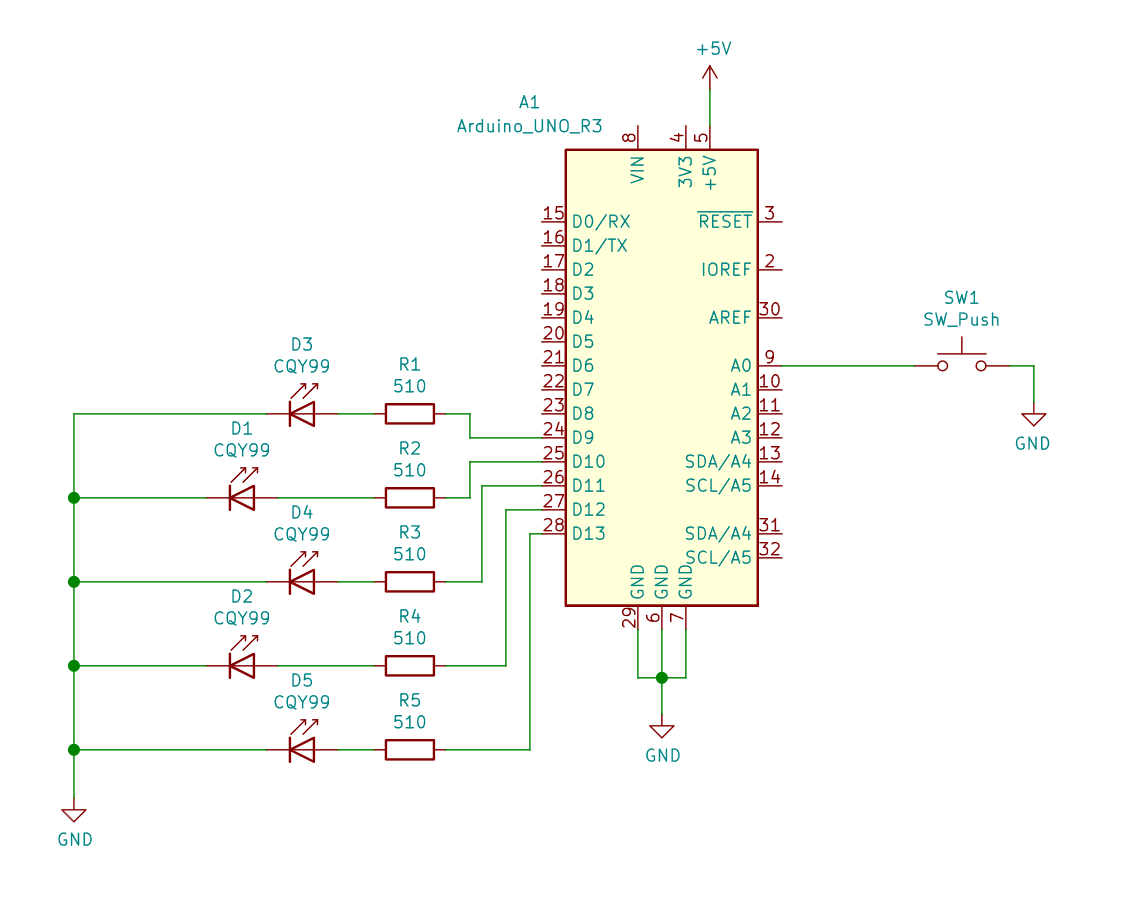 +5V
A1
Arduino_UNO_R3
8
4
5
VIN
3V3
+5V
15 D0/RX
16 D1/TX
17 D2
18 D3
19 D4
20 D5
21 D6
22 D7
23 D8
24 D9
25 D10
26 D11
27 D12
28 D13
RESET 3
IOREF 2
AREF 30
A0 9
A1 10
A2 11
A3 12
SDA/A4 13
SCL/A5 14
SDA/A4 31
SCL/A5 32
GND
GND
GND
29
6
7
GND
SW1
SW_Push
GND
D3
CQY99
R1
510
D1
CQY99
R2
510
D4
CQY99
R3
510
D2
CQY99
R4
510
D5
CQY99
R5
510
GND